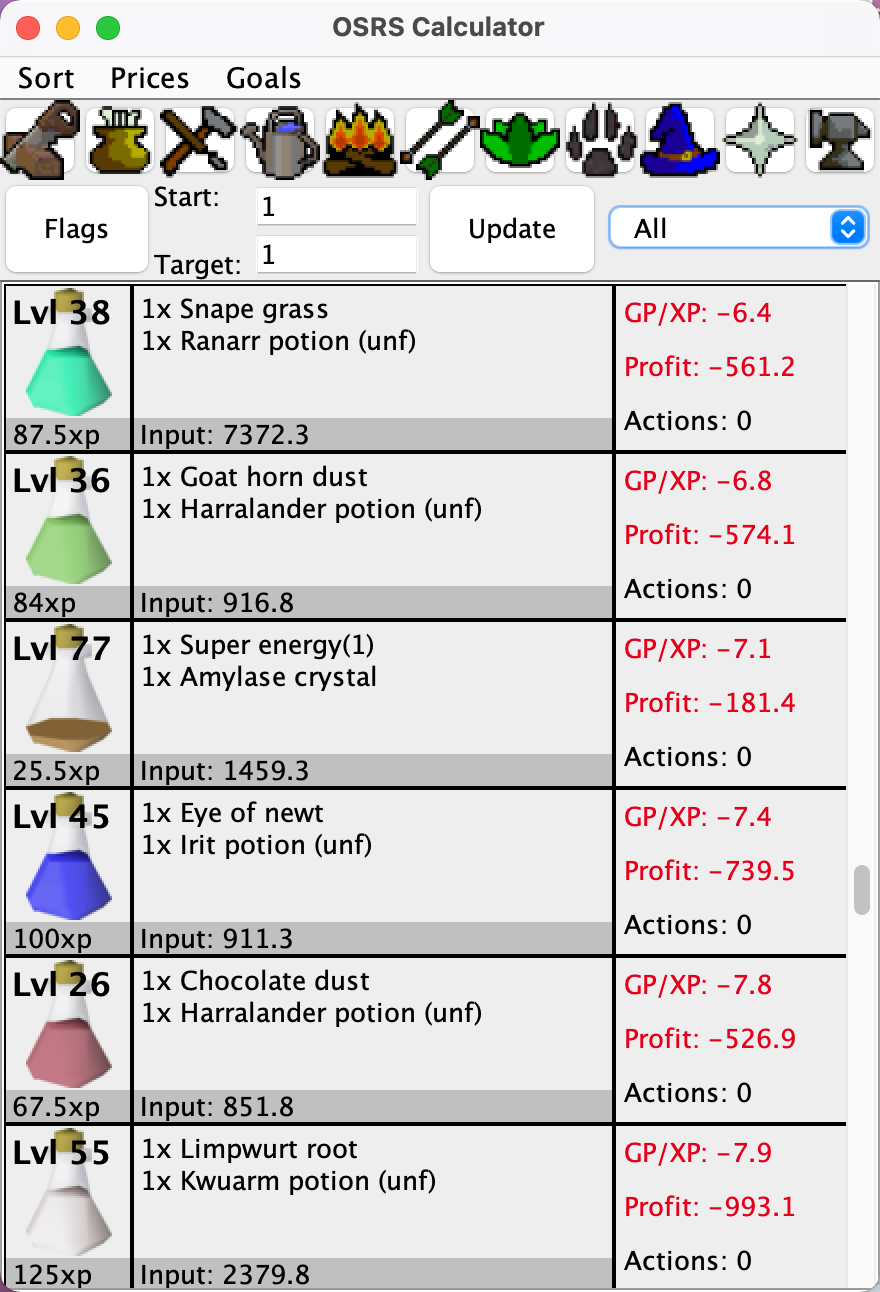 OSRS Calculator
Sort Prices Goals
Flags
Start:
1
Target:
1
Update
All
Lvl 38
87.5xp
1x Snape grass
1x Ranarr potion (unf)
Input: 7372.3
GP/XP: -6.4
Profit: -561.2
Actions: 0
Lvl 36
84xp
1x Goat horn dust
1x Harralander potion (unf)
Input: 916.8
GP/XP: -6.8
Profit: -574.1
Actions: 0
Lvl 77
25.5xp
1x Super energy(1)
1x Amylase crystal
Input: 1459.3
GP/XP: -7.1
Profit: -181.4
Actions: 0
Lvl 45
100xp
1x Eye of newt
1x Irit potion (unf)
Input: 911.3
GP/XP: -7.4
Profit: -739.5
Actions: 0
Lvl 26
67.5xp
1x Chocolate dust
1x Harralander potion (unf)
Input: 851.8
GP/XP: -7.8
Profit: -526.9
Actions: 0
Lvl 55
125xp
1x Limpwurt root
1x Kwuarm potion (unf)
Input: 2379.8
GP/XP: -7.9
Profit: -993.1
Actions: 0